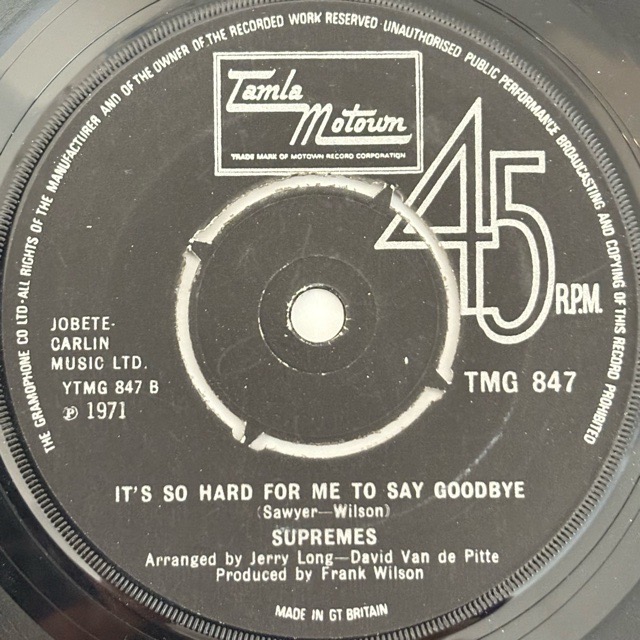 THE GRAMOPHONE CO LTD·ALL RIGHTS OF THE MANUFACTURER AND OF THE OWNER OF THE RECORDED WORK RESERVED·UNAUTHORISED PUBLIC PERFORMANCE BROADCASTING AND COPYING OF THIS RECORD PROHIBITED
Tamla
Motown
TRADE MARK OF MOTOWN RECORD CORPORATION
45
R.P.M.
JOBETE-
CARLIN
MUSIC LTD.
YTMG 847 B
℗ 1971
TMG 847
IT'S SO HARD FOR ME TO SAY GOODBYE
(Sawyer—Wilson)
SUPREMES
Arranged by Jerry Long—David Van de Pitte
Produced by Frank Wilson
MADE IN GT BRITAIN